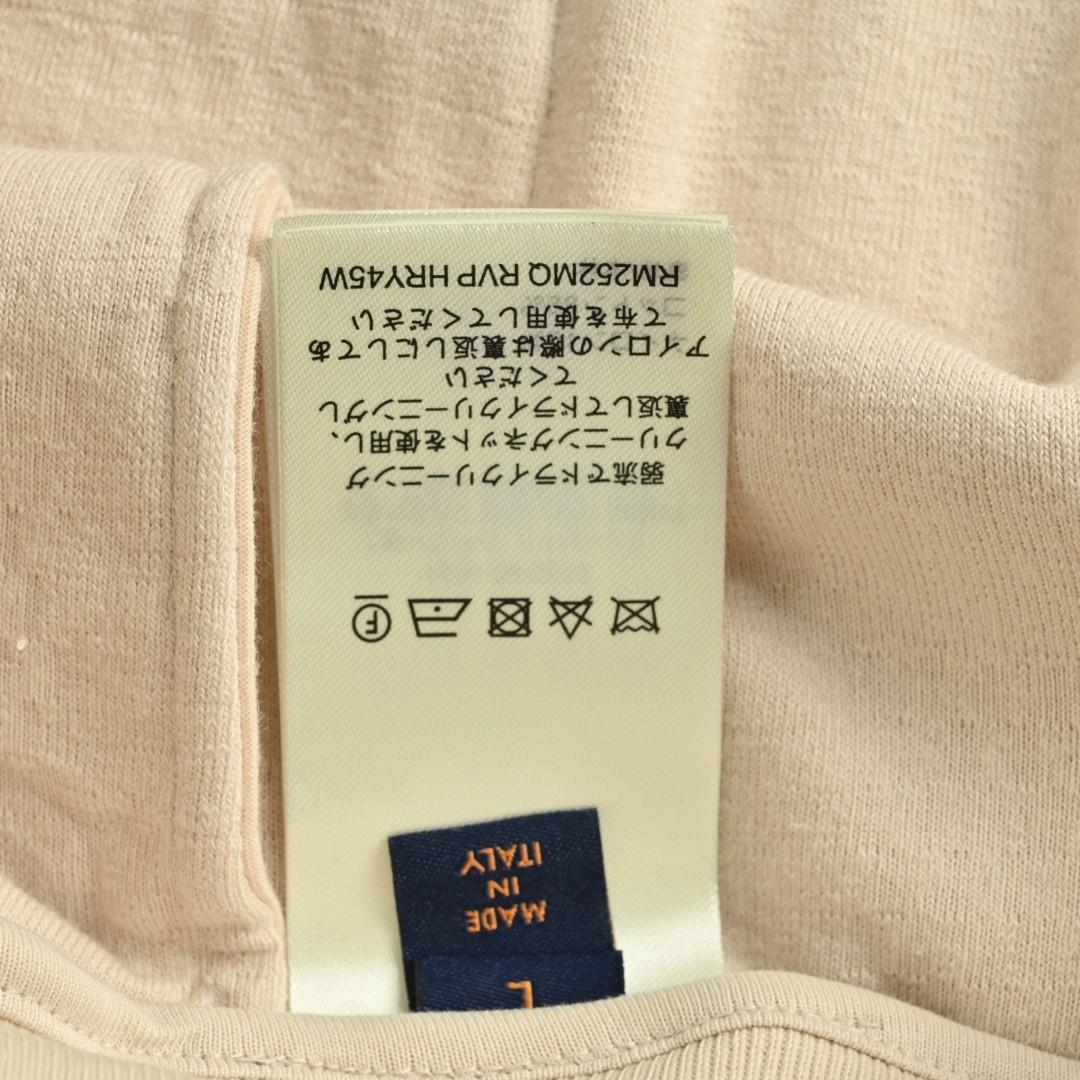 弱流でドライクリーニング
クリーニングネットを使用し、
裏返してドライクリーニングし
てください
アイロンの際は裏返しにしてあ
て布を使用してください
RM252MQ RVP HRY45W
L
MADE
IN
ITALY
F